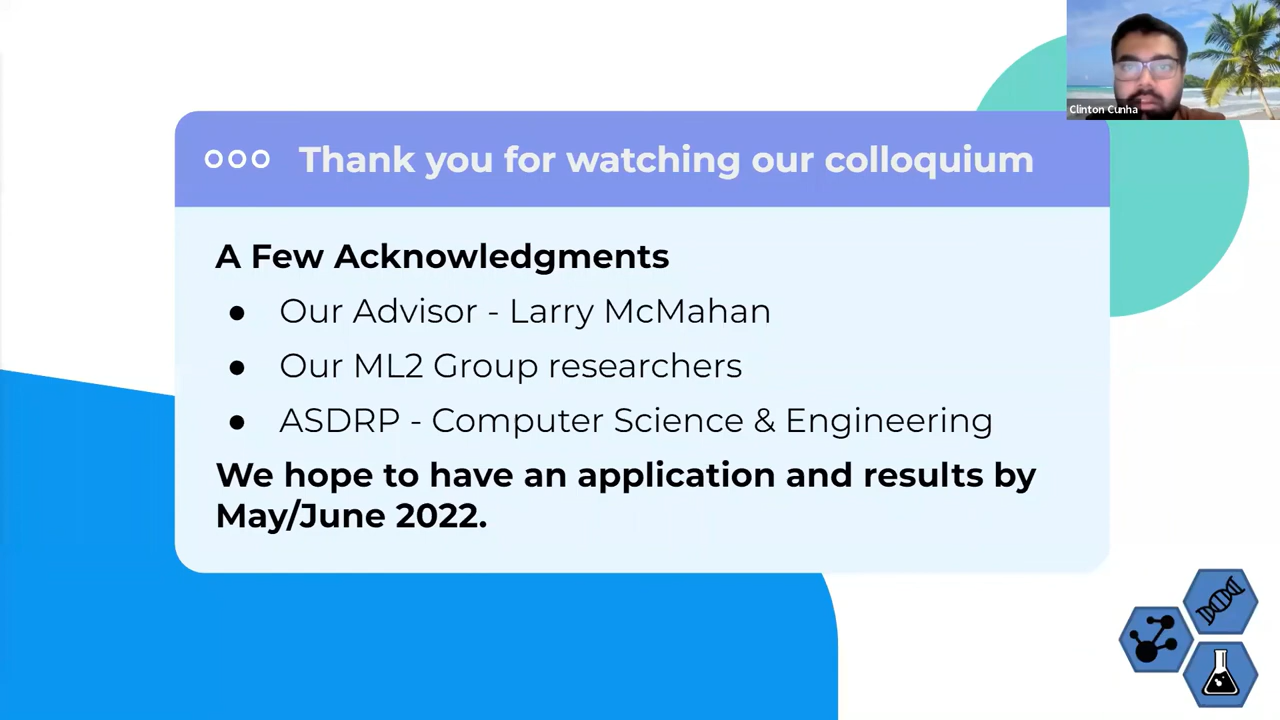 Clinton Cunha
Thank you for watching our colloquium
A Few Acknowledgments
● Our Advisor - Larry McMahan
● Our ML2 Group researchers
● ASDRP - Computer Science & Engineering
We hope to have an application and results by
May/June 2022.